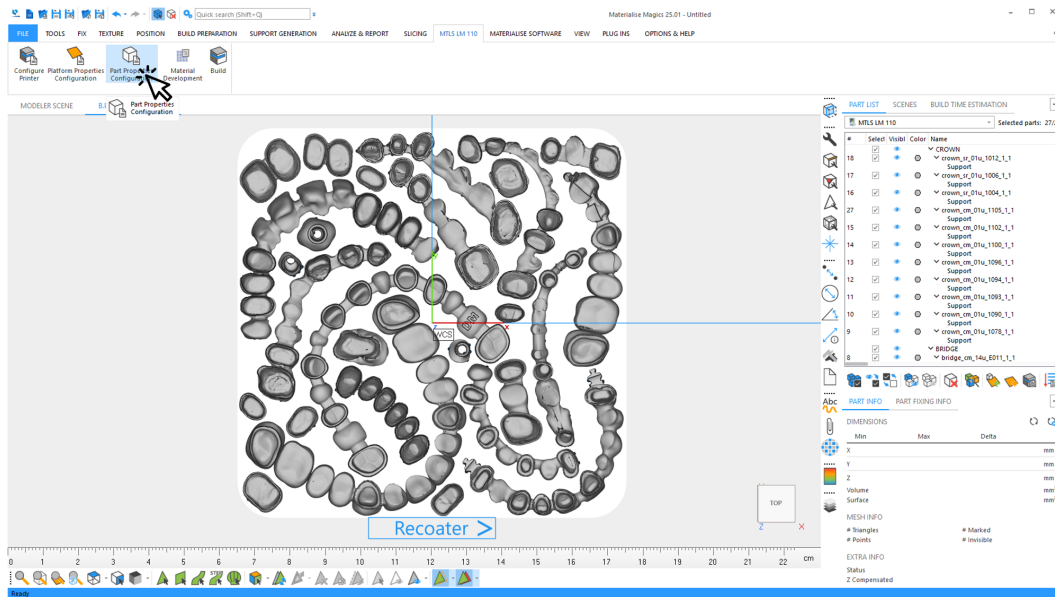 Quick search (Shift+Q)
Materialise Magics 25.01 - Untitled
FILE TOOLS FIX TEXTURE POSITION BUILD PREPARATION SUPPORT GENERATION ANALYZE & REPORT SLICING MTLS LM 110 MATERIALISE SOFTWARE VIEW PLUG INS OPTIONS & HELP
Configure Platform Properties Part Properties Material Build
Printer Configuration Development
Part Properties
Configuration
MODELER SCENE
PART LIST SCENES BUILD TIME ESTIMATION
MTLS LM 110 Selected parts:
# Select Visibl Color Name
CROWN
18 crown_sr_01u_1012_1_1
Support
17 crown_sr_01u_1006_1_1
Support
16 crown_sr_01u_1004_1_1
Support
27 crown_cm_01u_1105_1_1
Support
15 crown_cm_01u_1102_1_1
Support
14 crown_cm_01u_1100_1_1
Support
13 crown_cm_01u_1096_1_1
Support
12 crown_cm_01u_1094_1_1
Support
11 crown_cm_01u_1093_1_1
Support
10 crown_cm_01u_1090_1_1
Support
9 crown_cm_01u_1078_1_1
Support
BRIDGE
8 bridge_cm_14u_E011_1_1
WCS
x
Recoater >
TOP
Z X
Abc
PART INFO PART FIXING INFO
DIMENSIONS
Min Max Delta
X mm
Y mm
Z mm
Volume
Surface
MESH INFO
# Triangles # Marked
# Points # Invisible
EXTRA INFO
Status
Z Compensated
0 1 2 3 4 5 6 7 8 9 10 11 12 13 14 15 16 17 18 19 20 21 22 cm
STEP
Ready